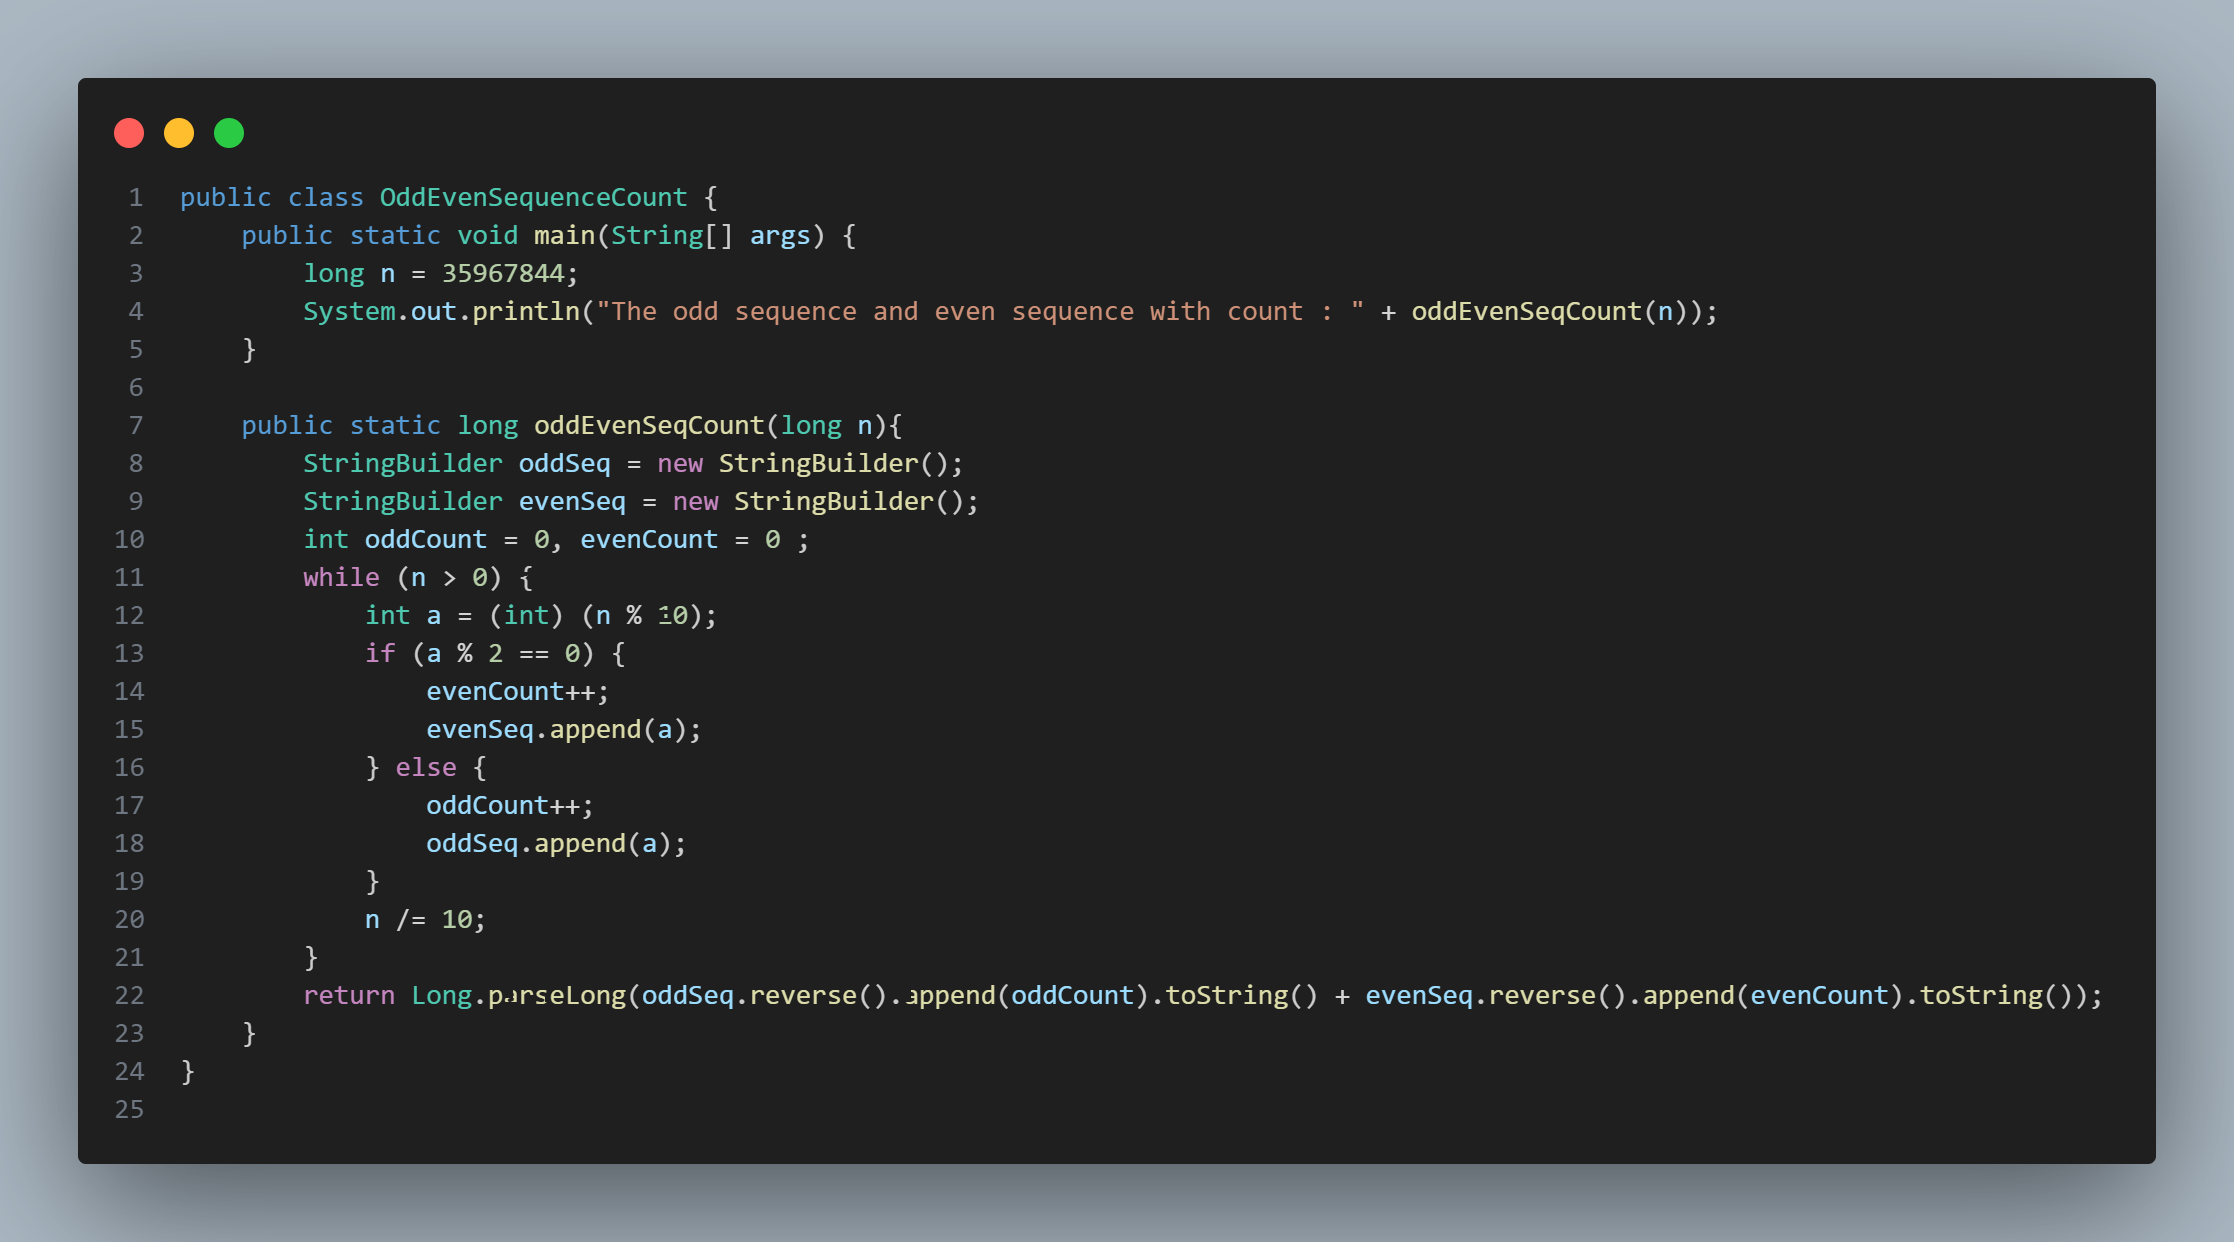 1 public class OddEvenSequenceCount {
2     public static void main(String[] args) {
3         long n = 35967844;
4         System.out.println("The odd sequence and even sequence with count : " + oddEvenSeqCount(n));
5     }
6
7     public static long oddEvenSeqCount(long n){
8         StringBuilder oddSeq = new StringBuilder();
9         StringBuilder evenSeq = new StringBuilder();
10         int oddCount = 0, evenCount = 0 ;
11         while (n > 0) {
12             int a = (int) (n % 10);
13             if (a % 2 == 0) {
14                 evenCount++;
15                 evenSeq.append(a);
16             } else {
17                 oddCount++;
18                 oddSeq.append(a);
19             }
20             n /= 10;
21         }
22         return Long.parseLong(oddSeq.reverse().append(oddCount).toString() + evenSeq.reverse().append(evenCount).toString());
23     }
24 }
25